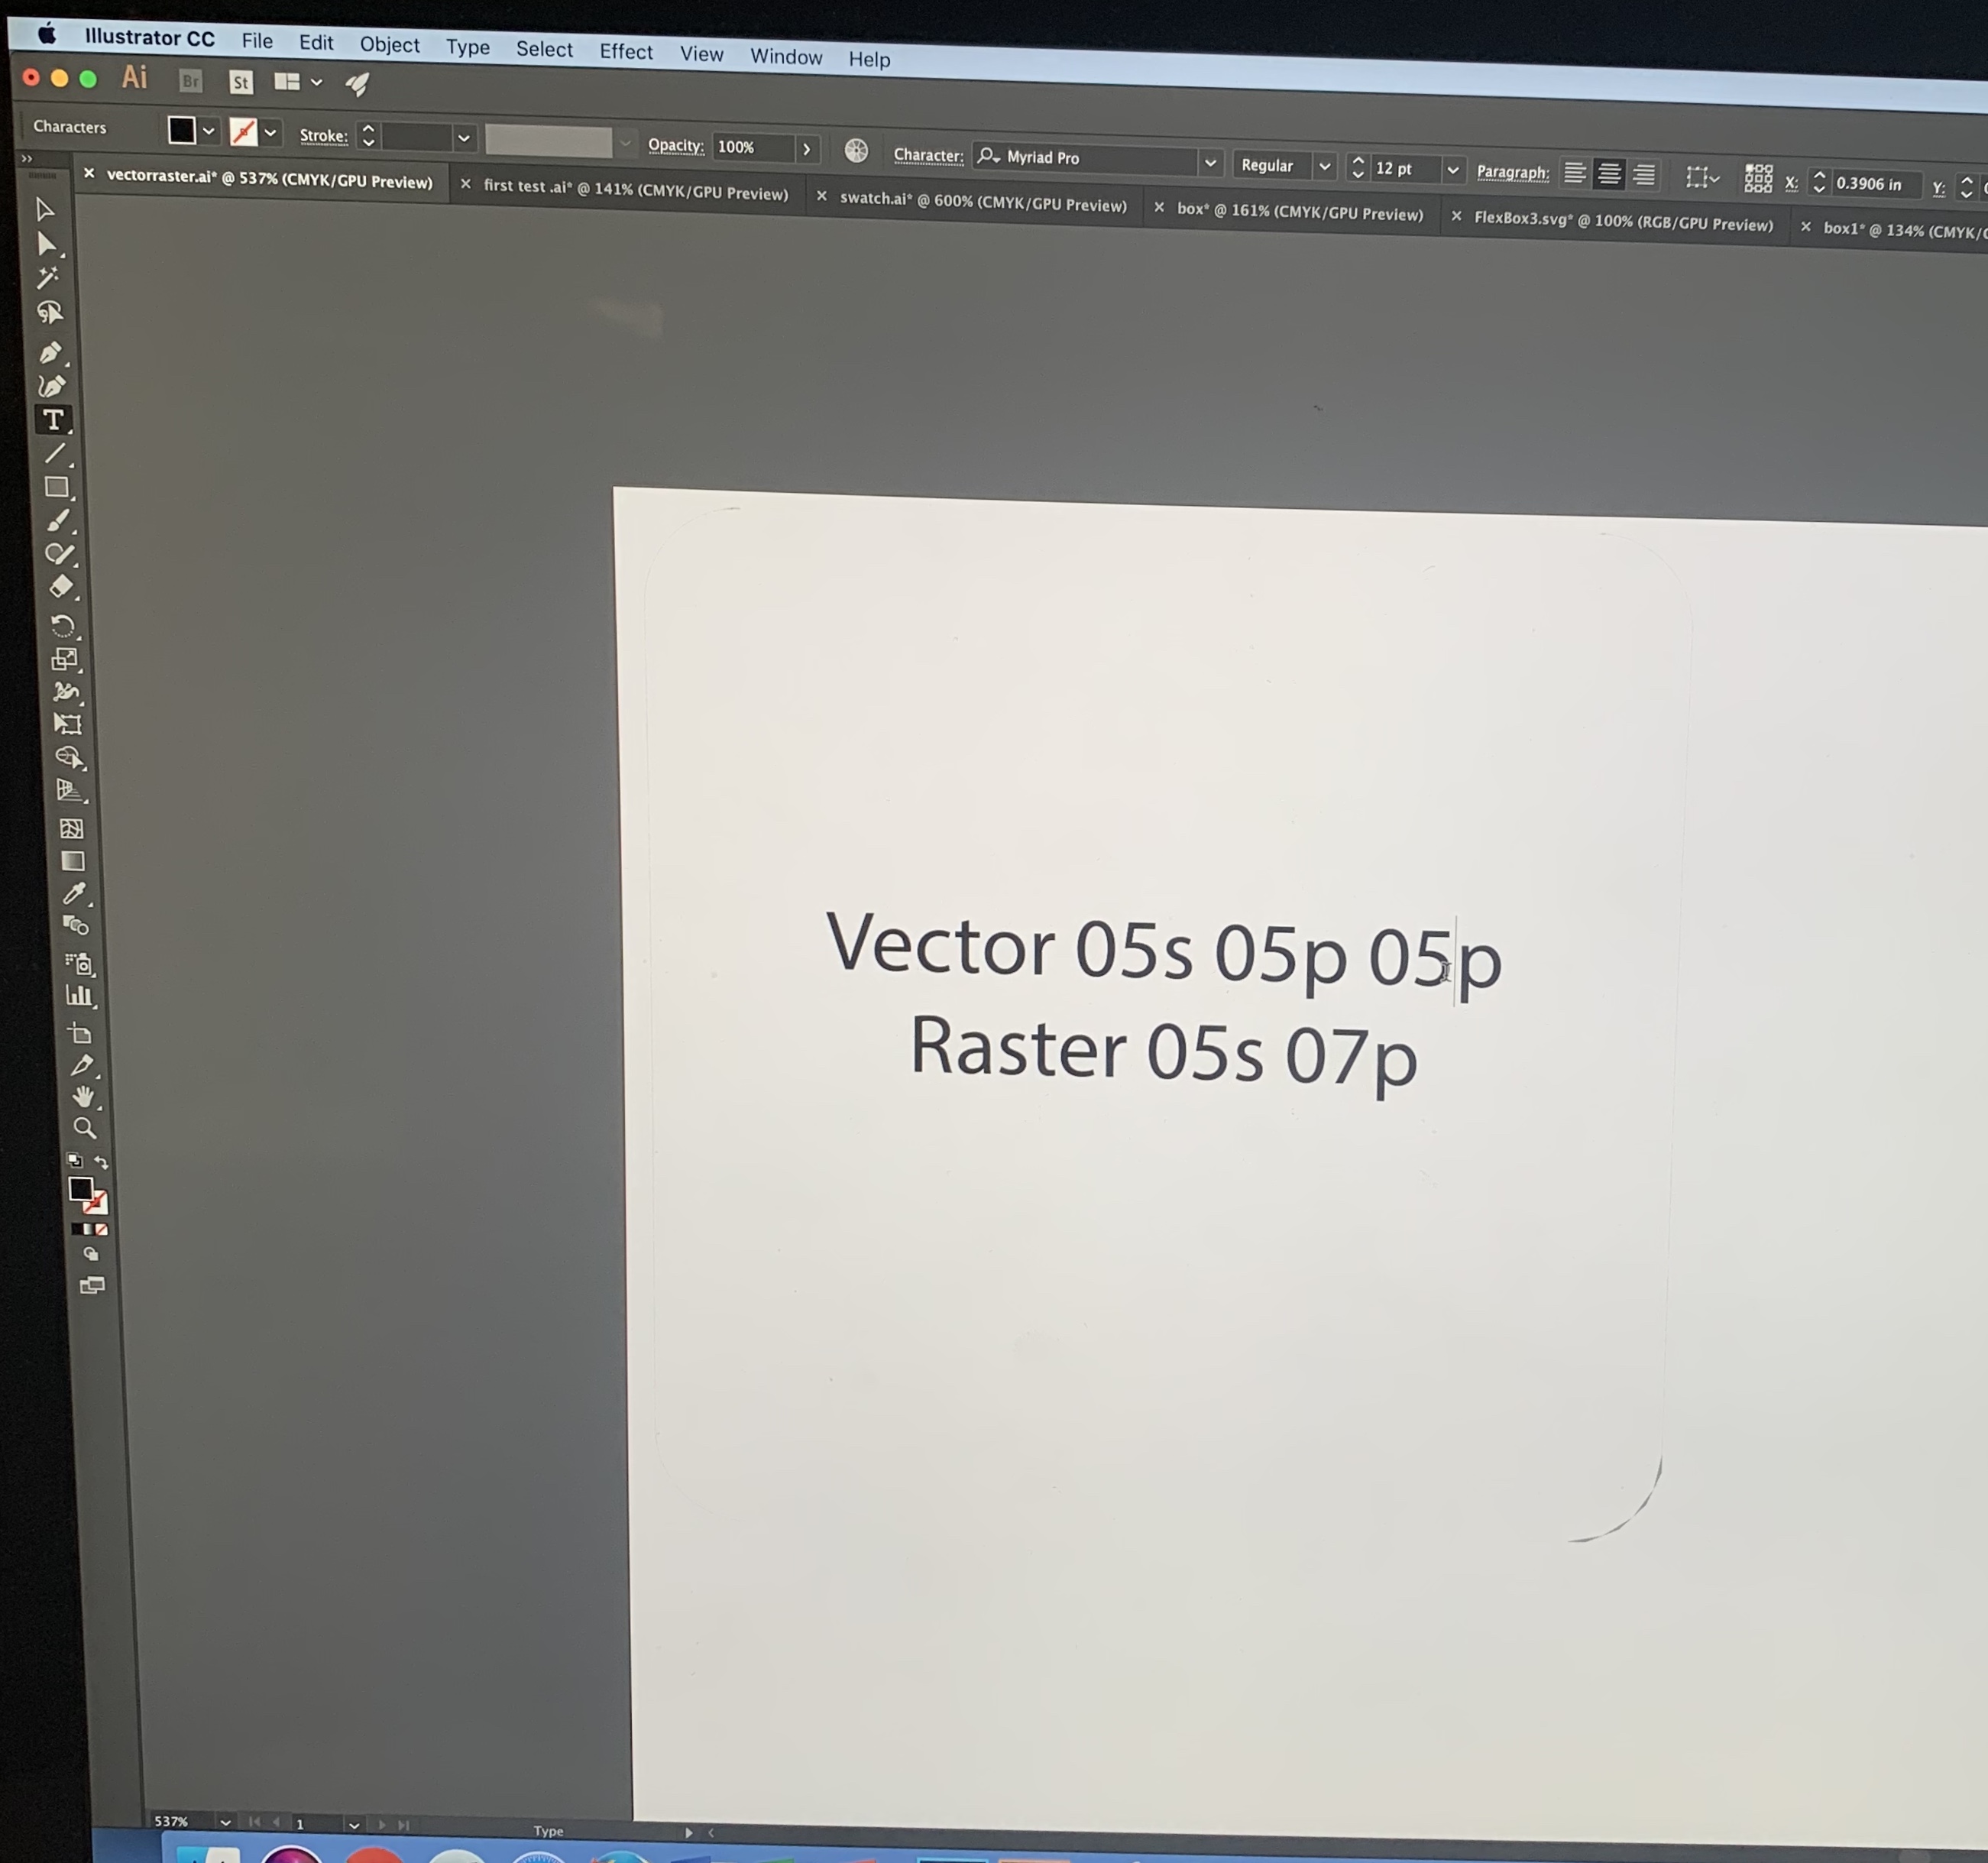 Illustrator CC File Edit Object Type Select Effect View Window Help
Ai Br St
Characters Stroke: Opacity: 100% Character: Myriad Pro Regular 12 pt Paragraph: X: 0.3906 in Y:
× vectorraster.ai* @ 537% (CMYK/GPU Preview) × first test .ai* @ 141% (CMYK/GPU Preview) × swatch.ai* @ 600% (CMYK/GPU Preview) × box* @ 161% (CMYK/GPU Preview) × FlexBox3.svg* @ 100% (RGB/GPU Preview) × box1* @ 134% (CMYK/
T
Vector 05s 05p 05p
Raster 05s 07p
537% 1 Type